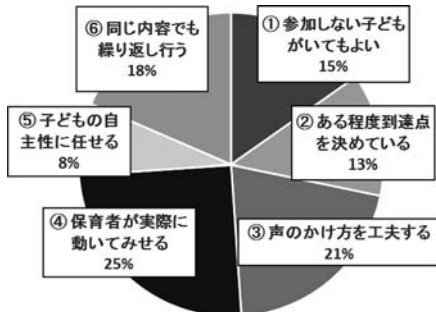 ① 参加しない子ども
がいてもよい
15%
② ある程度到達点
を決めている
13%
③ 声のかけ方を工夫する
21%
④ 保育者が実際に
動いてみせる
25%
⑤ 子どもの自
主性に任せる
8%
⑥ 同じ内容でも
繰り返し行う
18%